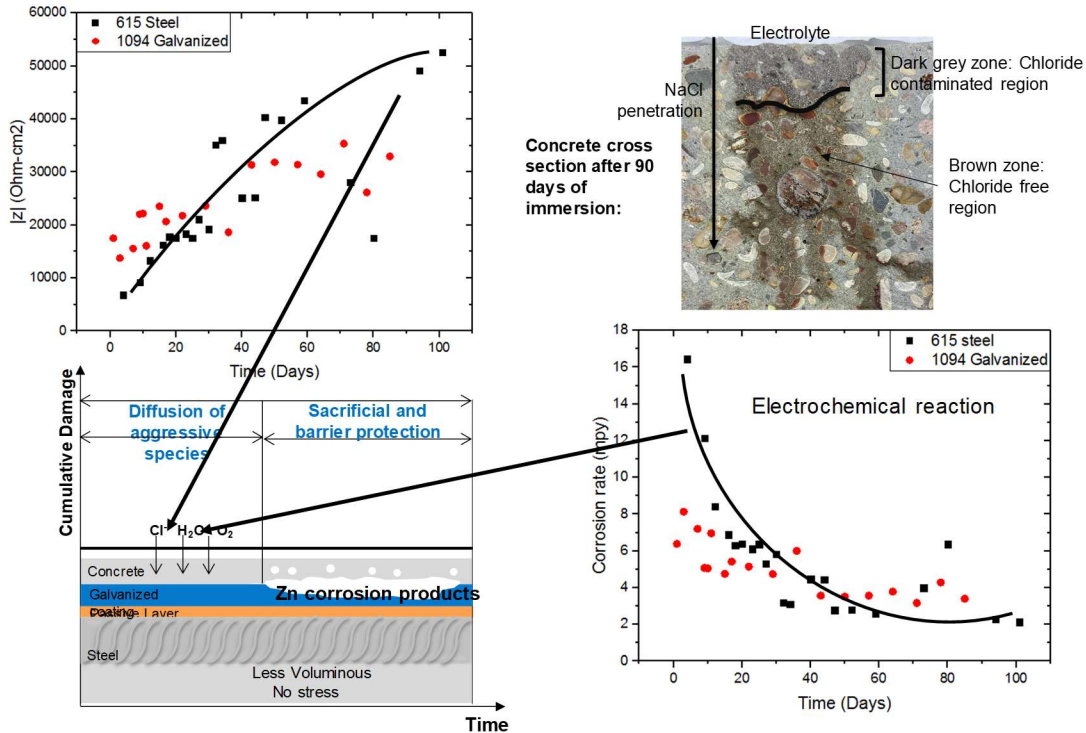 60000
50000
40000
30000
20000
10000
0
|z| (Ohm-cm2)
615 Steel
1094 Galvanized
0 20 40 60 80 100
Time (Days)
Electrolyte
NaCl
penetration
Dark grey zone: Chloride
contaminated region
Concrete cross
section after 90
days of
immersion:
Brown zone:
Chloride free
region
Cumulative Damage
Diffusion of
aggressive
species
Sacrificial and
barrier protection
Cl⁻ H₂O O₂
Concrete
Galvanized
coating
Zn corrosion products
Passive Layer
Steel
Less Voluminous
No stress
Time
18
16
14
12
10
8
6
4
2
0
Corrosion rate (mpy)
615 steel
1094 Galvanized
Electrochemical reaction
0 20 40 60 80 100
Time (Days)